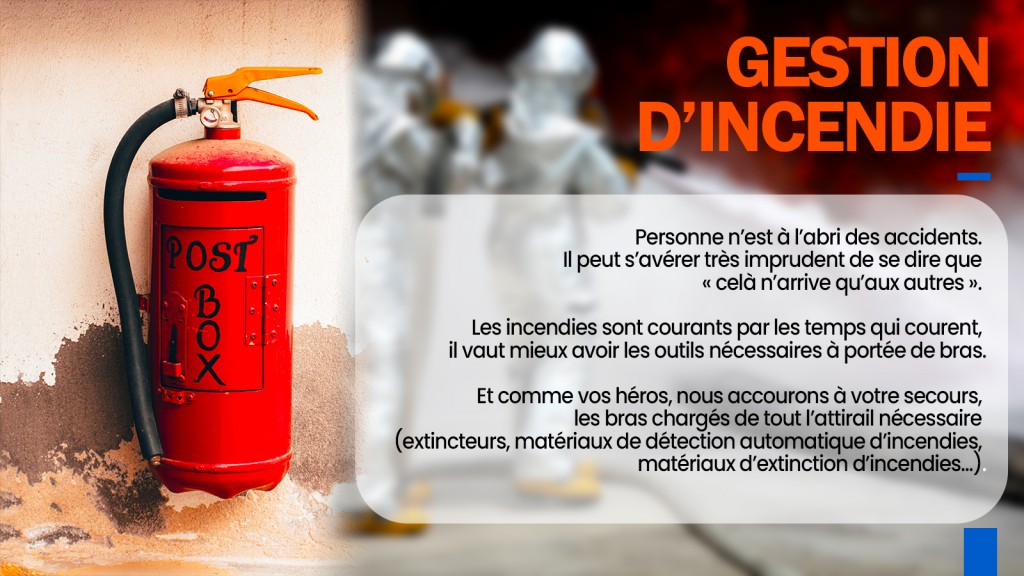 GESTION
D'INCENDIE
POST
BOX
Personne n'est à l'abri des accidents.
Il peut s'avérer très imprudent de se dire que
« celà n'arrive qu'aux autres ».
Les incendies sont courants par les temps qui courent,
il vaut mieux avoir les outils nécessaires à portée de bras.
Et comme vos héros, nous accourons à votre secours,
les bras chargés de tout l'attirail nécessaire
(extincteurs, matériaux de détection automatique d'incendies,
matériaux d'extinction d'incendies...).